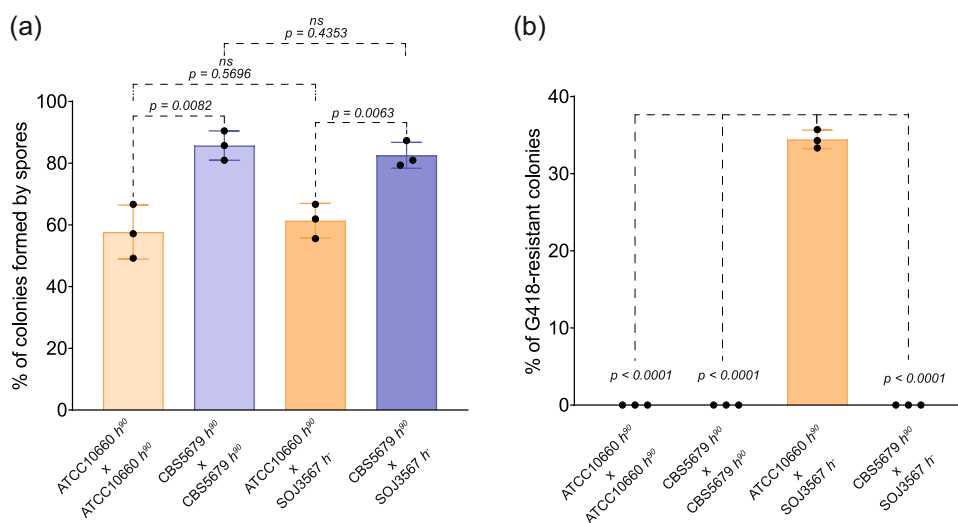 (a)
ns
p = 0.4353
ns
p = 0.5696
p = 0.0082
p = 0.0063
% of colonies formed by spores
100
80
60
40
20
0
ATCC10660 h⁹⁰
x
ATCC10660 h⁹⁰
CBS5679 h⁹⁰
x
CBS5679 h⁹⁰
ATCC10660 h⁹⁰
x
SOJ3567 h⁻
CBS5679 h⁹⁰
x
SOJ3567 h⁻
(b)
% of G418-resistant colonies
40
30
20
10
0
p < 0.0001
p < 0.0001
p < 0.0001
ATCC10660 h⁹⁰
x
ATCC10660 h⁹⁰
CBS5679 h⁹⁰
x
CBS5679 h⁹⁰
ATCC10660 h⁹⁰
x
SOJ3567 h⁻
CBS5679 h⁹⁰
x
SOJ3567 h⁻